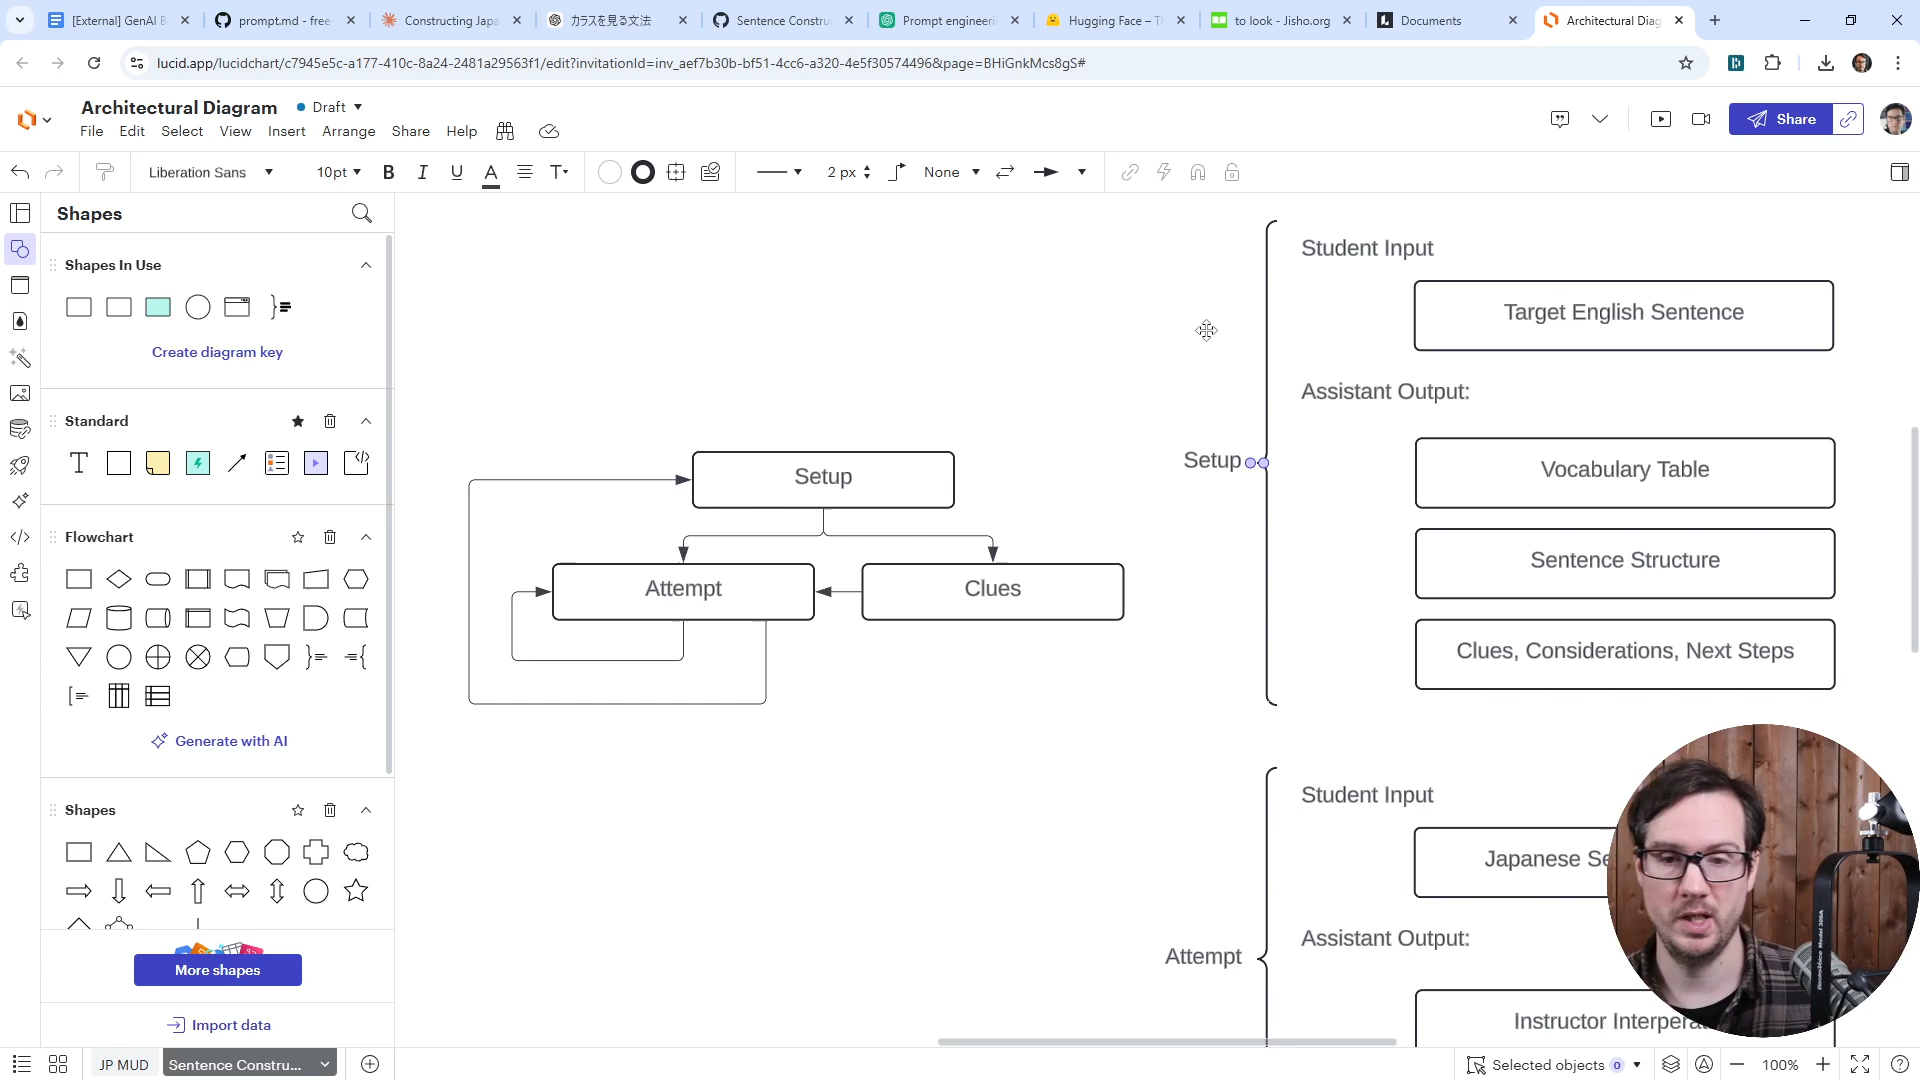 [External] GenAI B
prompt.md - free-
Constructing Japa
カラスを見る文法
Sentence Constru
Prompt engineerin
Hugging Face – Th
to look - Jisho.org
Documents
Architectural Diag
lucid.app/lucidchart/c7945e5c-a177-410c-8a24-2481a29563f1/edit?invitationId=inv_aef7b30b-bf51-4cc6-a320-4e5f30574496&page=BHiGnkMcs8gS#
Architectural Diagram
Draft
File Edit Select View Insert Arrange Share Help
Share
Liberation Sans
10pt
B I U A T
2 px
None
Shapes
Shapes In Use
Create diagram key
Standard
Flowchart
Generate with AI
Shapes
More shapes
Import data
Setup
Attempt
Clues
Setup
Student Input
Target English Sentence
Assistant Output:
Vocabulary Table
Sentence Structure
Clues, Considerations, Next Steps
Attempt
Student Input
Japanese Se
Assistant Output:
Instructor Interpera
JP MUD
Sentence Constru...
Selected objects 0
100%